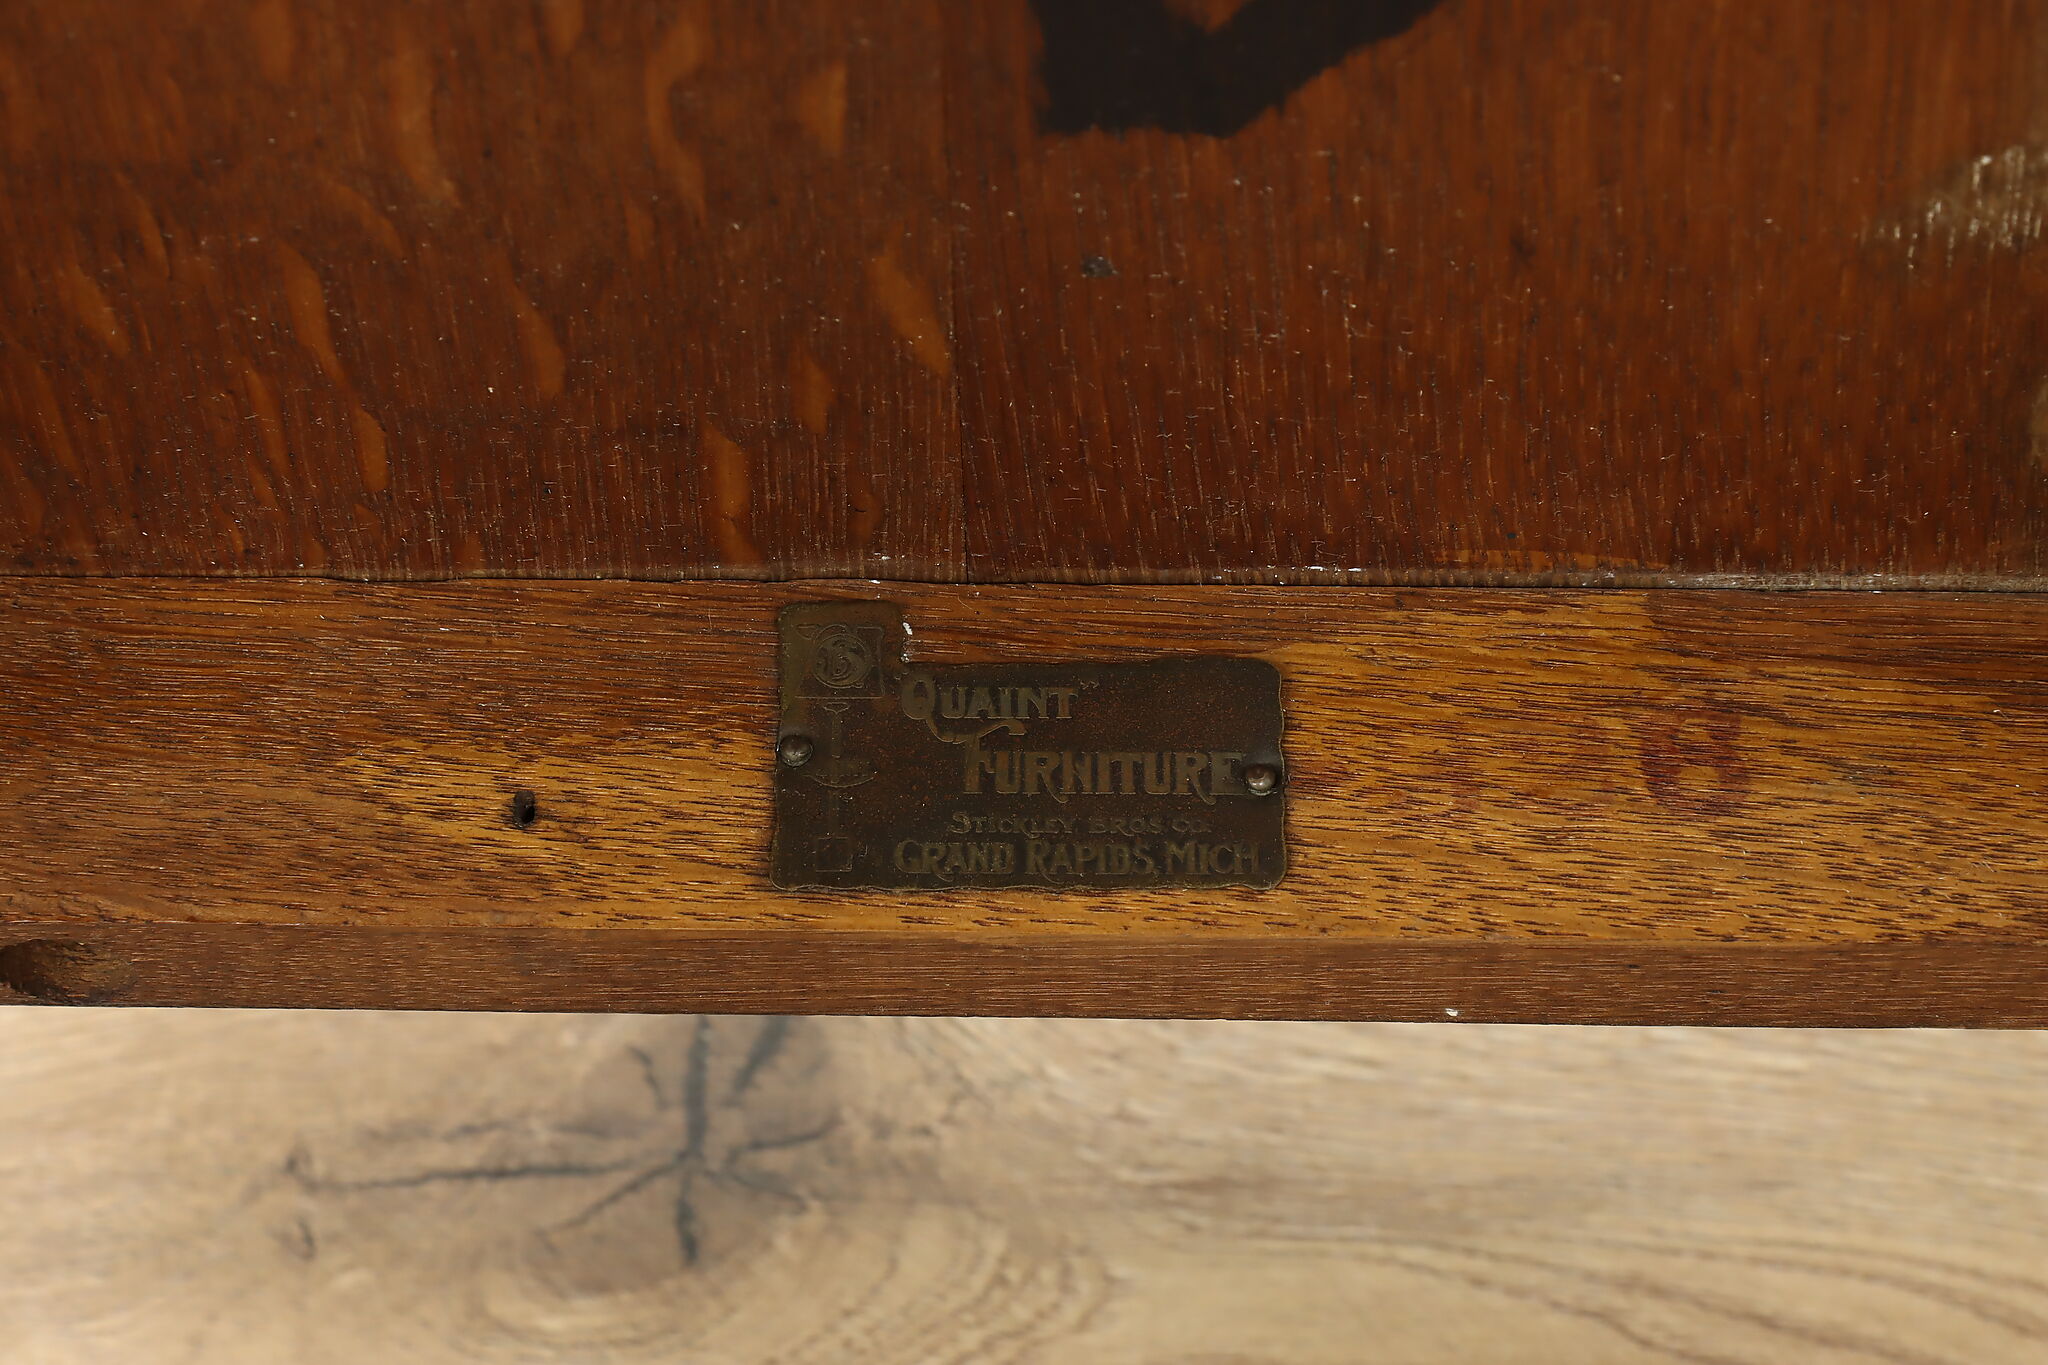 "QUAINT"
FURNITURE
STICKLEY BROS CO.
GRAND RAPIDS, MICH